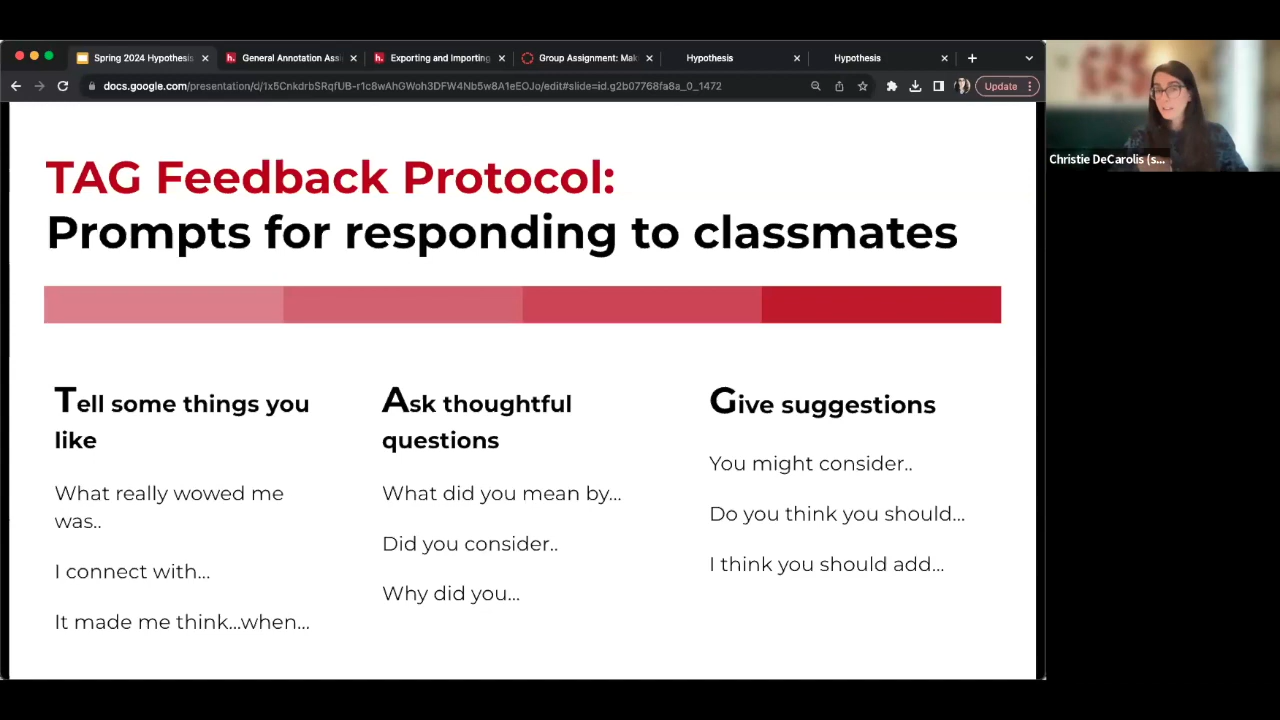 Spring 2024 Hypothesis
General Annotation Assi
Exporting and Importing
Group Assignment: Mak
Hypothesis
Hypothesis
docs.google.com/presentation/d/1x5CnkdrbSRqfUB-r1c8wAhGWoh3DFW4Nb5w8A1eEOJo/edit#slide=id.g2b07768fa8a_0_1472
Update
Christie DeCarolis (s...
TAG Feedback Protocol:
Prompts for responding to classmates
Tell some things you
like
What really wowed me
was..
I connect with...
It made me think...when...
Ask thoughtful
questions
What did you mean by...
Did you consider..
Why did you...
Give suggestions
You might consider..
Do you think you should...
I think you should add...